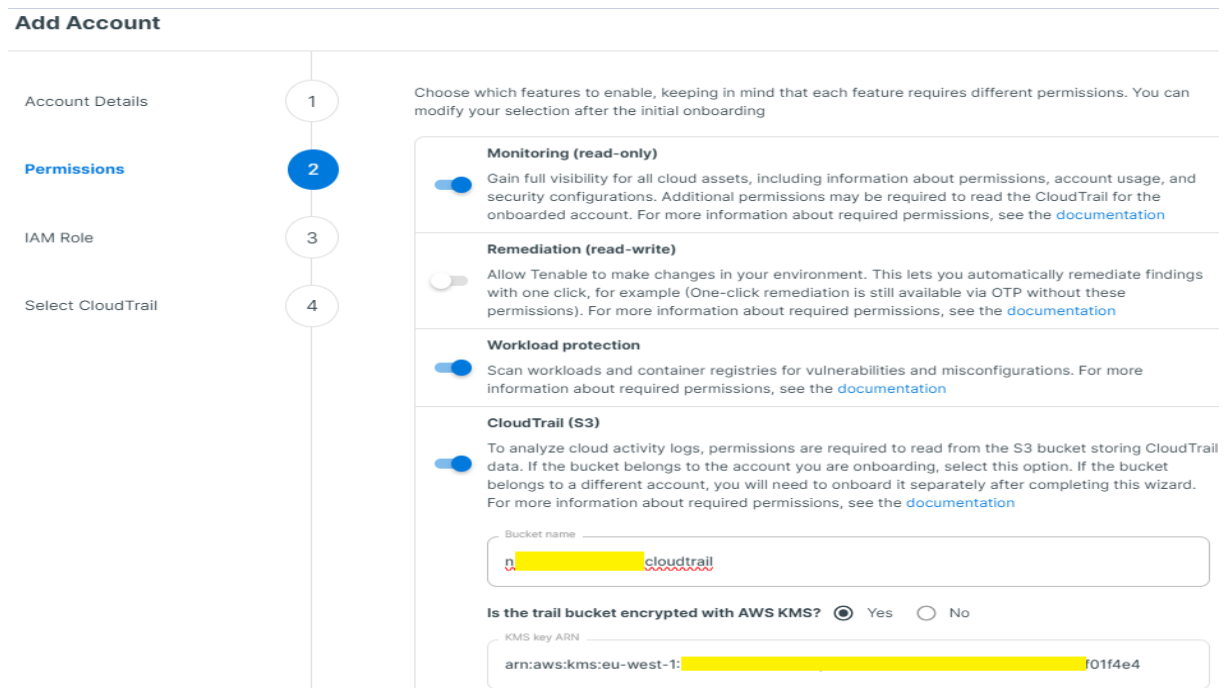 Add Account
Account Details
1
Permissions
2
IAM Role
3
Select CloudTrail
4
Choose which features to enable, keeping in mind that each feature requires different permissions. You can
modify your selection after the initial onboarding
Monitoring (read-only)
Gain full visibility for all cloud assets, including information about permissions, account usage, and
security configurations. Additional permissions may be required to read the CloudTrail for the
onboarded account. For more information about required permissions, see the documentation
Remediation (read-write)
Allow Tenable to make changes in your environment. This lets you automatically remediate findings
with one click, for example (One-click remediation is still available via OTP without these
permissions). For more information about required permissions, see the documentation
Workload protection
Scan workloads and container registries for vulnerabilities and misconfigurations. For more
information about required permissions, see the documentation
CloudTrail (S3)
To analyze cloud activity logs, permissions are required to read from the S3 bucket storing CloudTrail
data. If the bucket belongs to the account you are onboarding, select this option. If the bucket
belongs to a different account, you will need to onboard it separately after completing this wizard.
For more information about required permissions, see the documentation
Bucket name
n cloudtrail
Is the trail bucket encrypted with AWS KMS? Yes No
KMS key ARN
arn:aws:kms:eu-west-1: f01f4e4